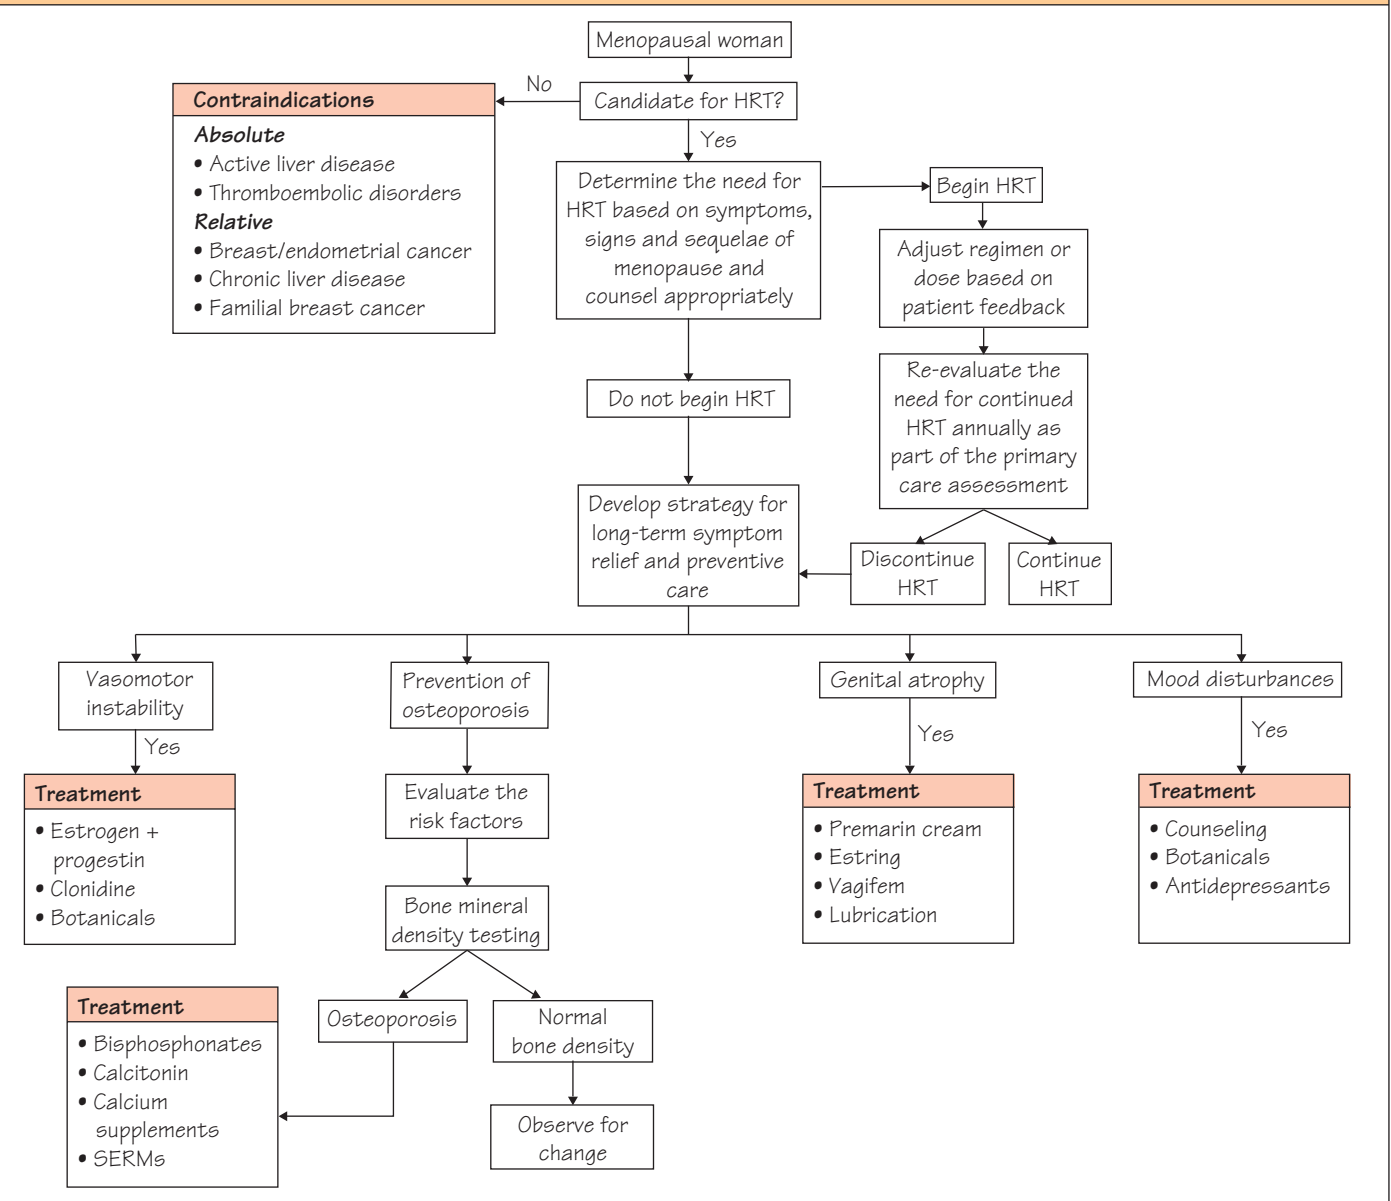 Menopausal woman
Candidate for HRT?
No
Contraindications
Absolute
• Active liver disease
• Thromboembolic disorders
Relative
• Breast/endometrial cancer
• Chronic liver disease
• Familial breast cancer
Yes
Determine the need for
HRT based on symptoms,
signs and sequelae of
menopause and
counsel appropriately
Begin HRT
Adjust regimen or
dose based on
patient feedback
Re-evaluate the
need for continued
HRT annually as
part of the primary
care assessment
Discontinue
HRT
Continue
HRT
Do not begin HRT
Develop strategy for
long-term symptom
relief and preventive
care
Vasomotor
instability
Yes
Treatment
• Estrogen +
progestin
• Clonidine
• Botanicals
Prevention of
osteoporosis
Evaluate the
risk factors
Bone mineral
density testing
Osteoporosis
Treatment
• Bisphosphonates
• Calcitonin
• Calcium
supplements
• SERMs
Normal
bone density
Observe for
change
Genital atrophy
Yes
Treatment
• Premarin cream
• Estring
• Vagifem
• Lubrication
Mood disturbances
Yes
Treatment
• Counseling
• Botanicals
• Antidepressants